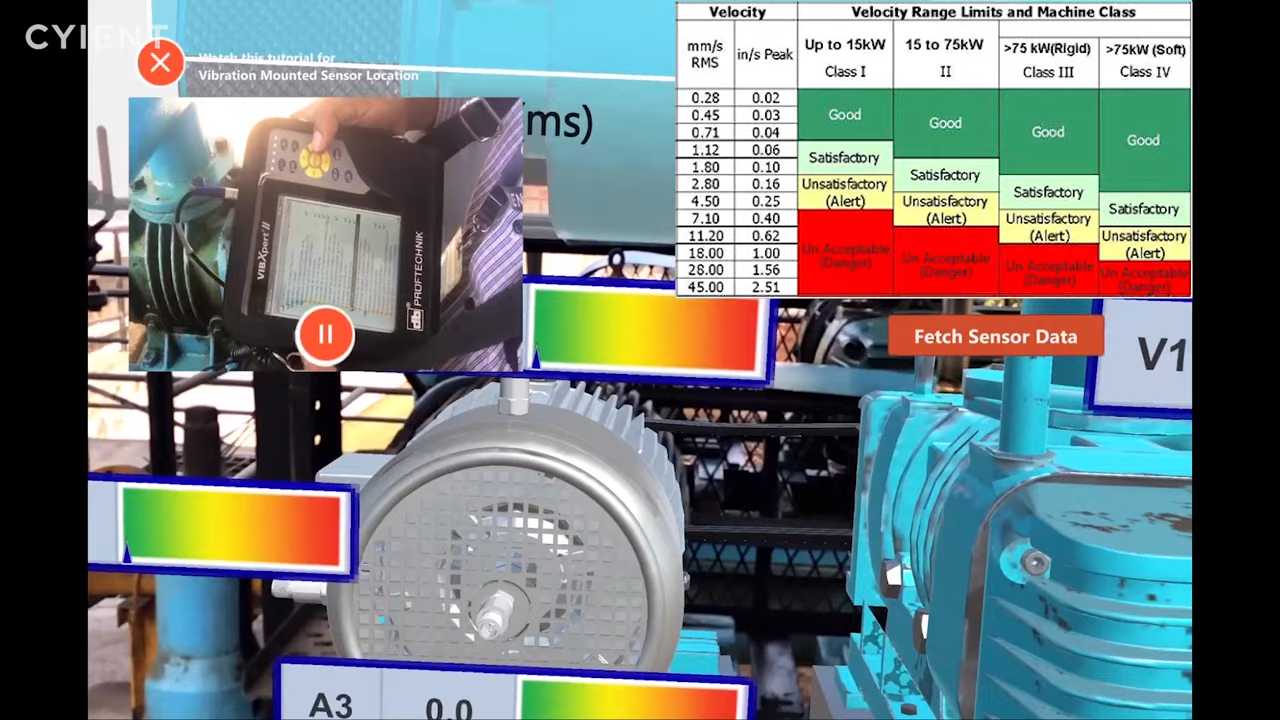 CYIENT
Watch this tutorial for
Vibration Mounted Sensor Location
ms)
VIBXpert II
PRÜFTECHNIK
Velocity Velocity Range Limits and Machine Class
mm/s RMS in/s Peak Up to 15kW Class I 15 to 75kW II >75 kW(Rigid) Class III >75kW (Soft) Class IV
0.28 0.02
0.45 0.03
0.71 0.04
1.12 0.06
1.80 0.10
2.80 0.16
4.50 0.25
7.10 0.40
11.20 0.62
18.00 1.00
28.00 1.56
45.00 2.51
Good
Satisfactory
Unsatisfactory
(Alert)
Un Acceptable
(Danger)
Good
Satisfactory
Unsatisfactory
(Alert)
Un Acceptable
(Danger)
Good
Satisfactory
Unsatisfactory
(Alert)
Un Acceptable
(Danger)
Good
Satisfactory
Unsatisfactory
(Alert)
Un Acceptable
(Danger)
Fetch Sensor Data
V1
A3 0.0